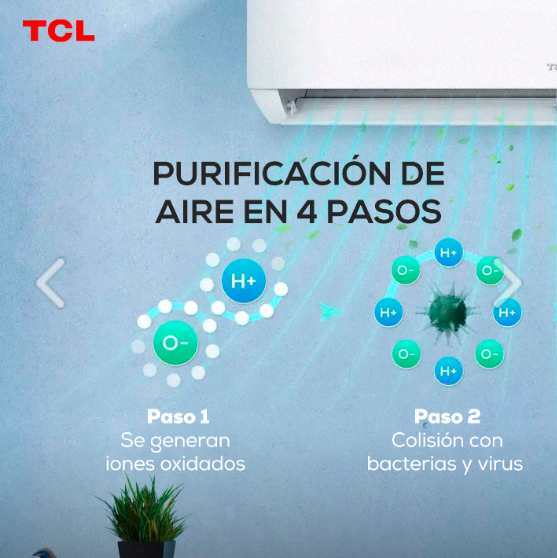 TCL
PURIFICACIÓN DE
AIRE EN 4 PASOS
H+
O-
H+
O-
O-
H+
H+
O-
O-
H+
Paso 1
Se generan
iones oxidados
Paso 2
Colisión con
bacterias y virus